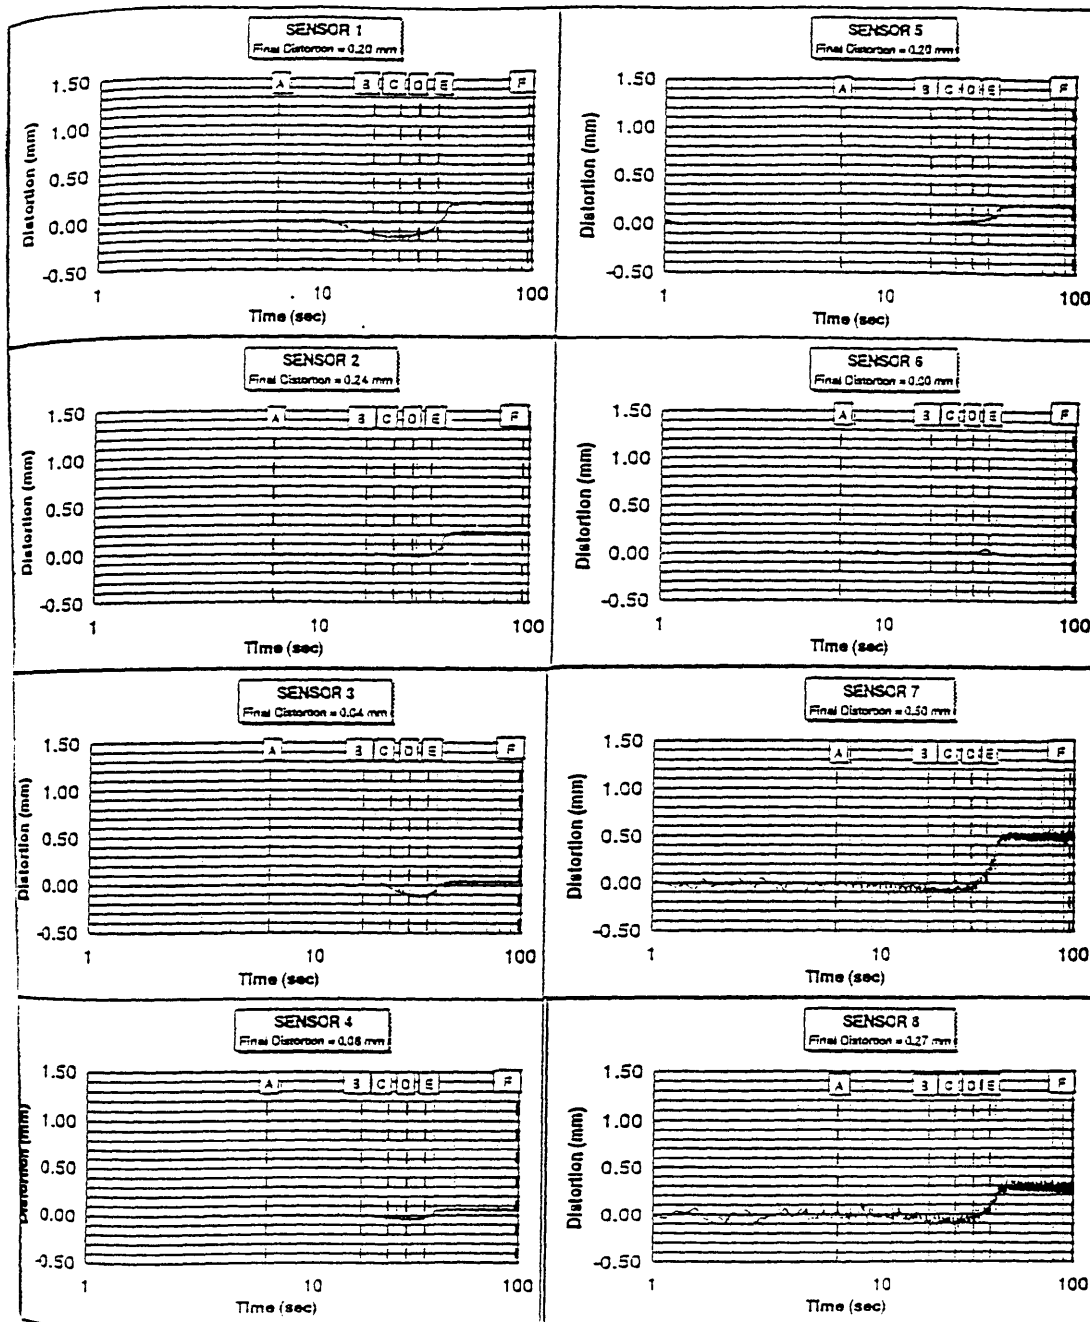 SENSOR 1
Final Distortion = 0.20 mm
Distortion (mm)
1.50
1.00
0.50
0.00
-0.50
A B C D E F
1 10 100
Time (sec)
SENSOR 5
Final Distortion = 0.20 mm
Distortion (mm)
1.50
1.00
0.50
0.00
-0.50
A B C D E F
1 10 100
Time (sec)
SENSOR 2
Final Distortion = 0.24 mm
Distortion (mm)
1.50
1.00
0.50
0.00
-0.50
A B C D E F
1 10 100
Time (sec)
SENSOR 6
Final Distortion = 0.00 mm
Distortion (mm)
1.50
1.00
0.50
0.00
-0.50
A B C D E F
1 10 100
Time (sec)
SENSOR 3
Final Distortion = 0.04 mm
Distortion (mm)
1.50
1.00
0.50
0.00
-0.50
A B C D E F
1 10 100
Time (sec)
SENSOR 7
Final Distortion = 0.50 mm
Distortion (mm)
1.50
1.00
0.50
0.00
-0.50
A B C D E F
1 10 100
Time (sec)
SENSOR 4
Final Distortion = 0.06 mm
Distortion (mm)
1.50
1.00
0.50
0.00
-0.50
A B C D E F
1 10 100
Time (sec)
SENSOR 8
Final Distortion = 0.27 mm
Distortion (mm)
1.50
1.00
0.50
0.00
-0.50
A B C D E F
1 10 100
Time (sec)